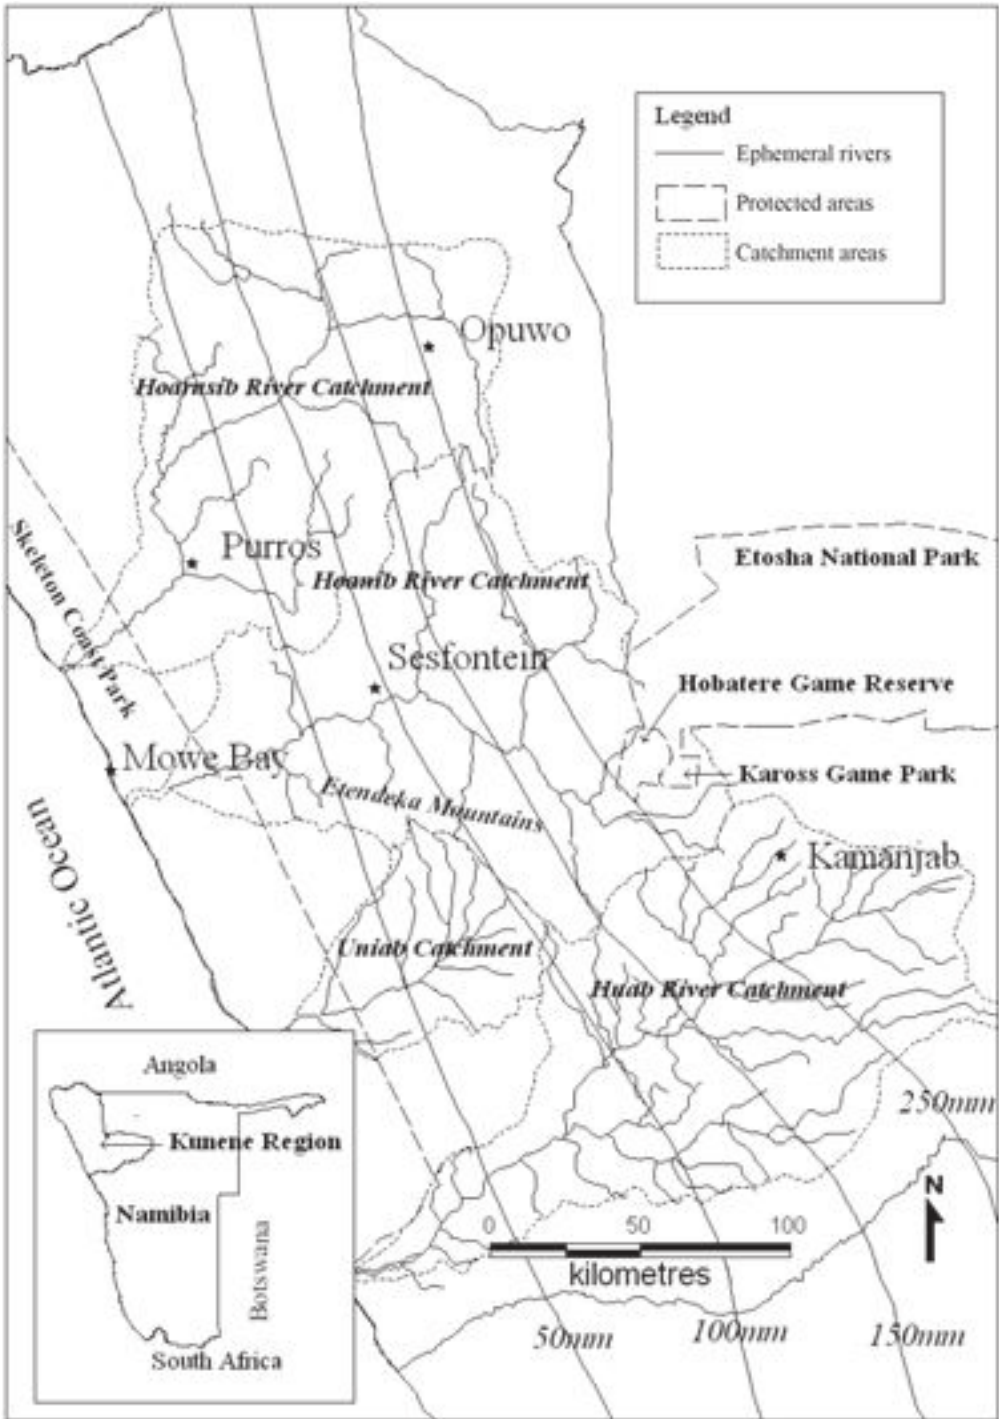 Legend
Ephemeral rivers
Protected areas
Catchment areas
Opuwo
Hoarusib River Catchment
Purros
Skeleton Coast Park
Hoanib River Catchment
Etosha National Park
Sesfontein
Hobatere Game Reserve
Mowe Bay
Kaross Game Park
Etendeka Mountains
Kamanjab
Atlantic Ocean
Uniab Catchment
Huab River Catchment
250mm
N
0 50 100
kilometres
50mm
100mm
150mm
Angola
Kunene Region
Namibia
Botswana
South Africa